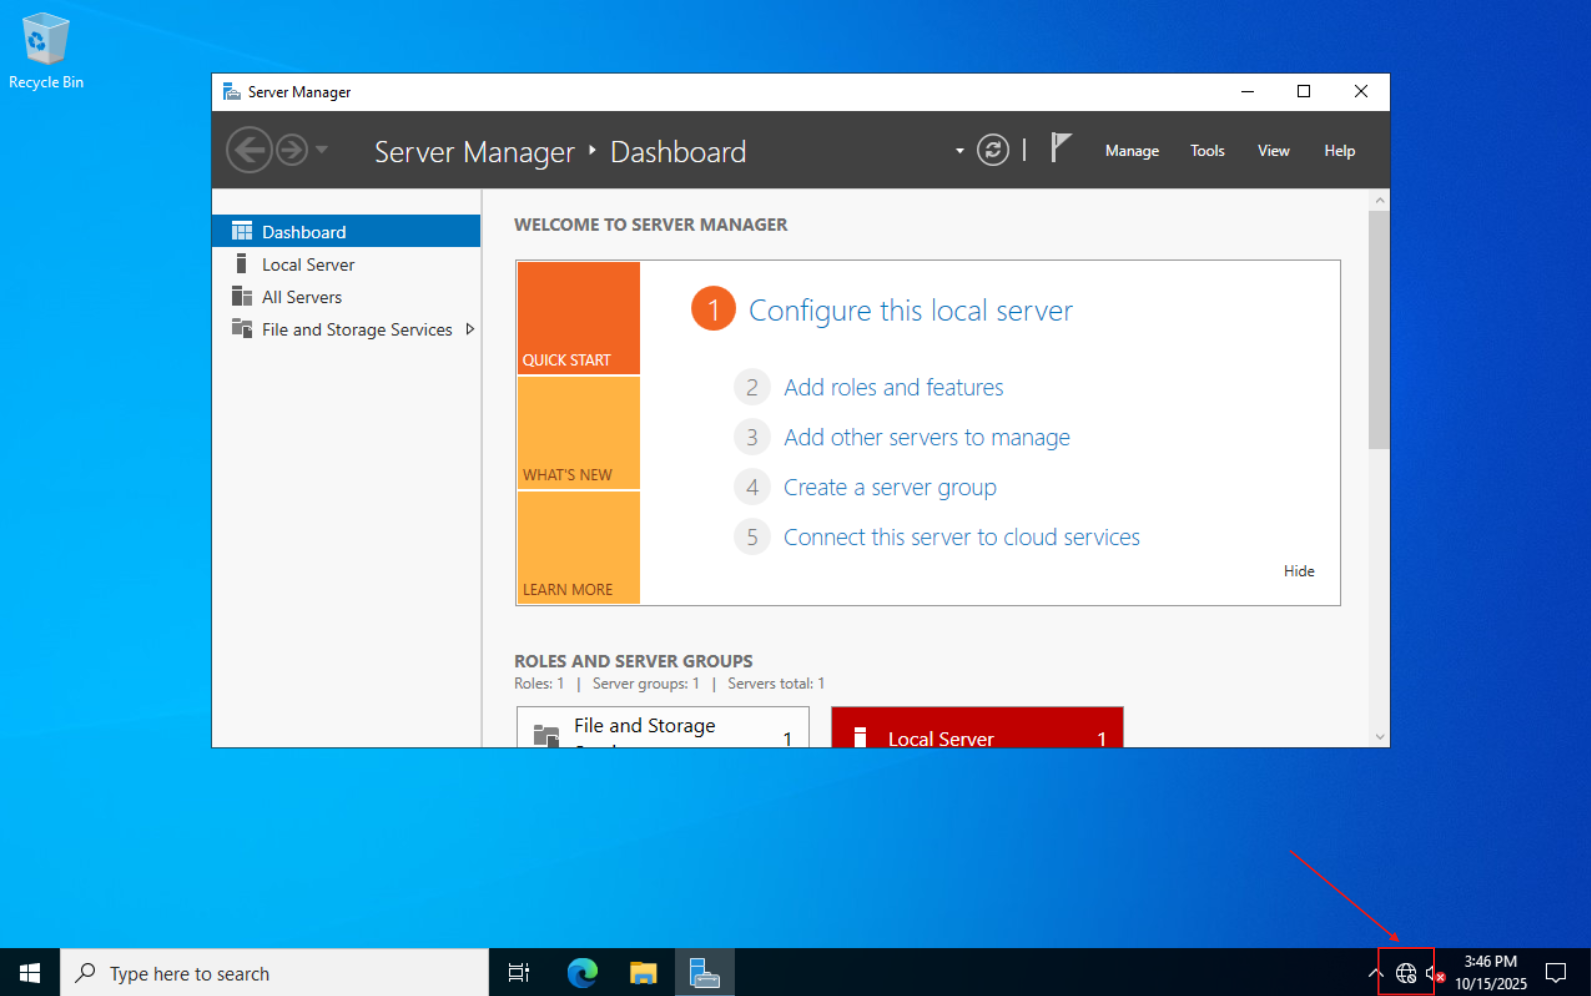 Recycle Bin
Server Manager
Server Manager Dashboard
Manage Tools View Help
Dashboard
Local Server
All Servers
File and Storage Services
WELCOME TO SERVER MANAGER
QUICK START
WHAT'S NEW
LEARN MORE
1 Configure this local server
2 Add roles and features
3 Add other servers to manage
4 Create a server group
5 Connect this server to cloud services
Hide
ROLES AND SERVER GROUPS
Roles: 1 | Server groups: 1 | Servers total: 1
File and Storage
1
Local Server 1
Type here to search
3:46 PM
10/15/2025